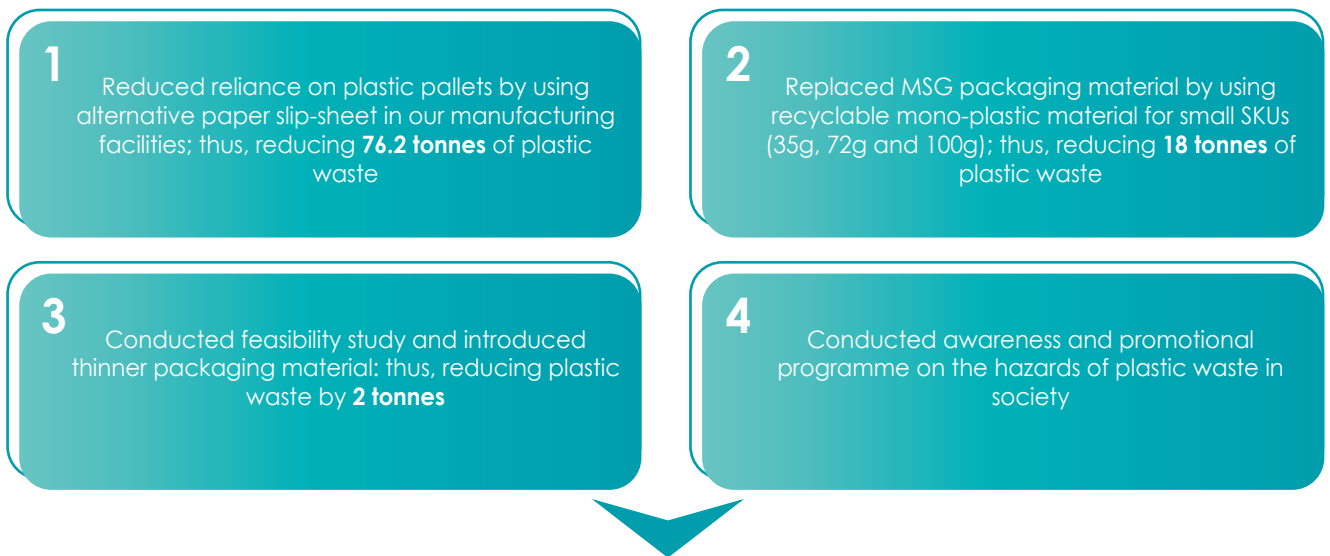 1
Reduced reliance on plastic pallets by using
alternative paper slip-sheet in our manufacturing
facilities; thus, reducing 76.2 tonnes of plastic
waste
2
Replaced MSG packaging material by using
recyclable mono-plastic material for small SKUs
(35g, 72g and 100g); thus, reducing 18 tonnes of
plastic waste
3
Conducted feasibility study and introduced
thinner packaging material: thus, reducing plastic
waste by 2 tonnes
4
Conducted awareness and promotional
programme on the hazards of plastic waste in
society